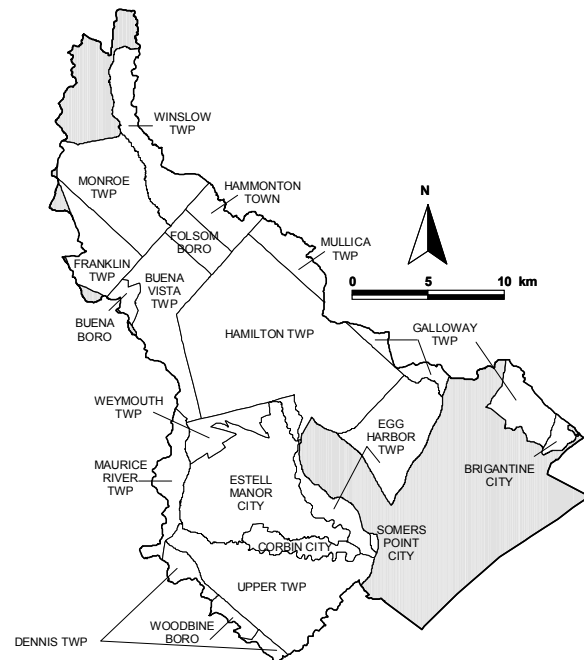 WINSLOW
TWP
MONROE
TWP
HAMMONTON
TOWN
N
FOLSOM
BORO
MULLICA
TWP
FRANKLIN
TWP
BUENA
VISTA
TWP
0 5 10 km
BUENA
BORO
HAMILTON TWP
GALLOWAY
TWP
WEYMOUTH
TWP
EGG
HARBOR
TWP
MAURICE
RIVER
TWP
ESTELL
MANOR
CITY
BRIGANTINE
CITY
SOMERS
POINT
CITY
CORBIN CITY
UPPER TWP
WOODBINE
BORO
DENNIS TWP